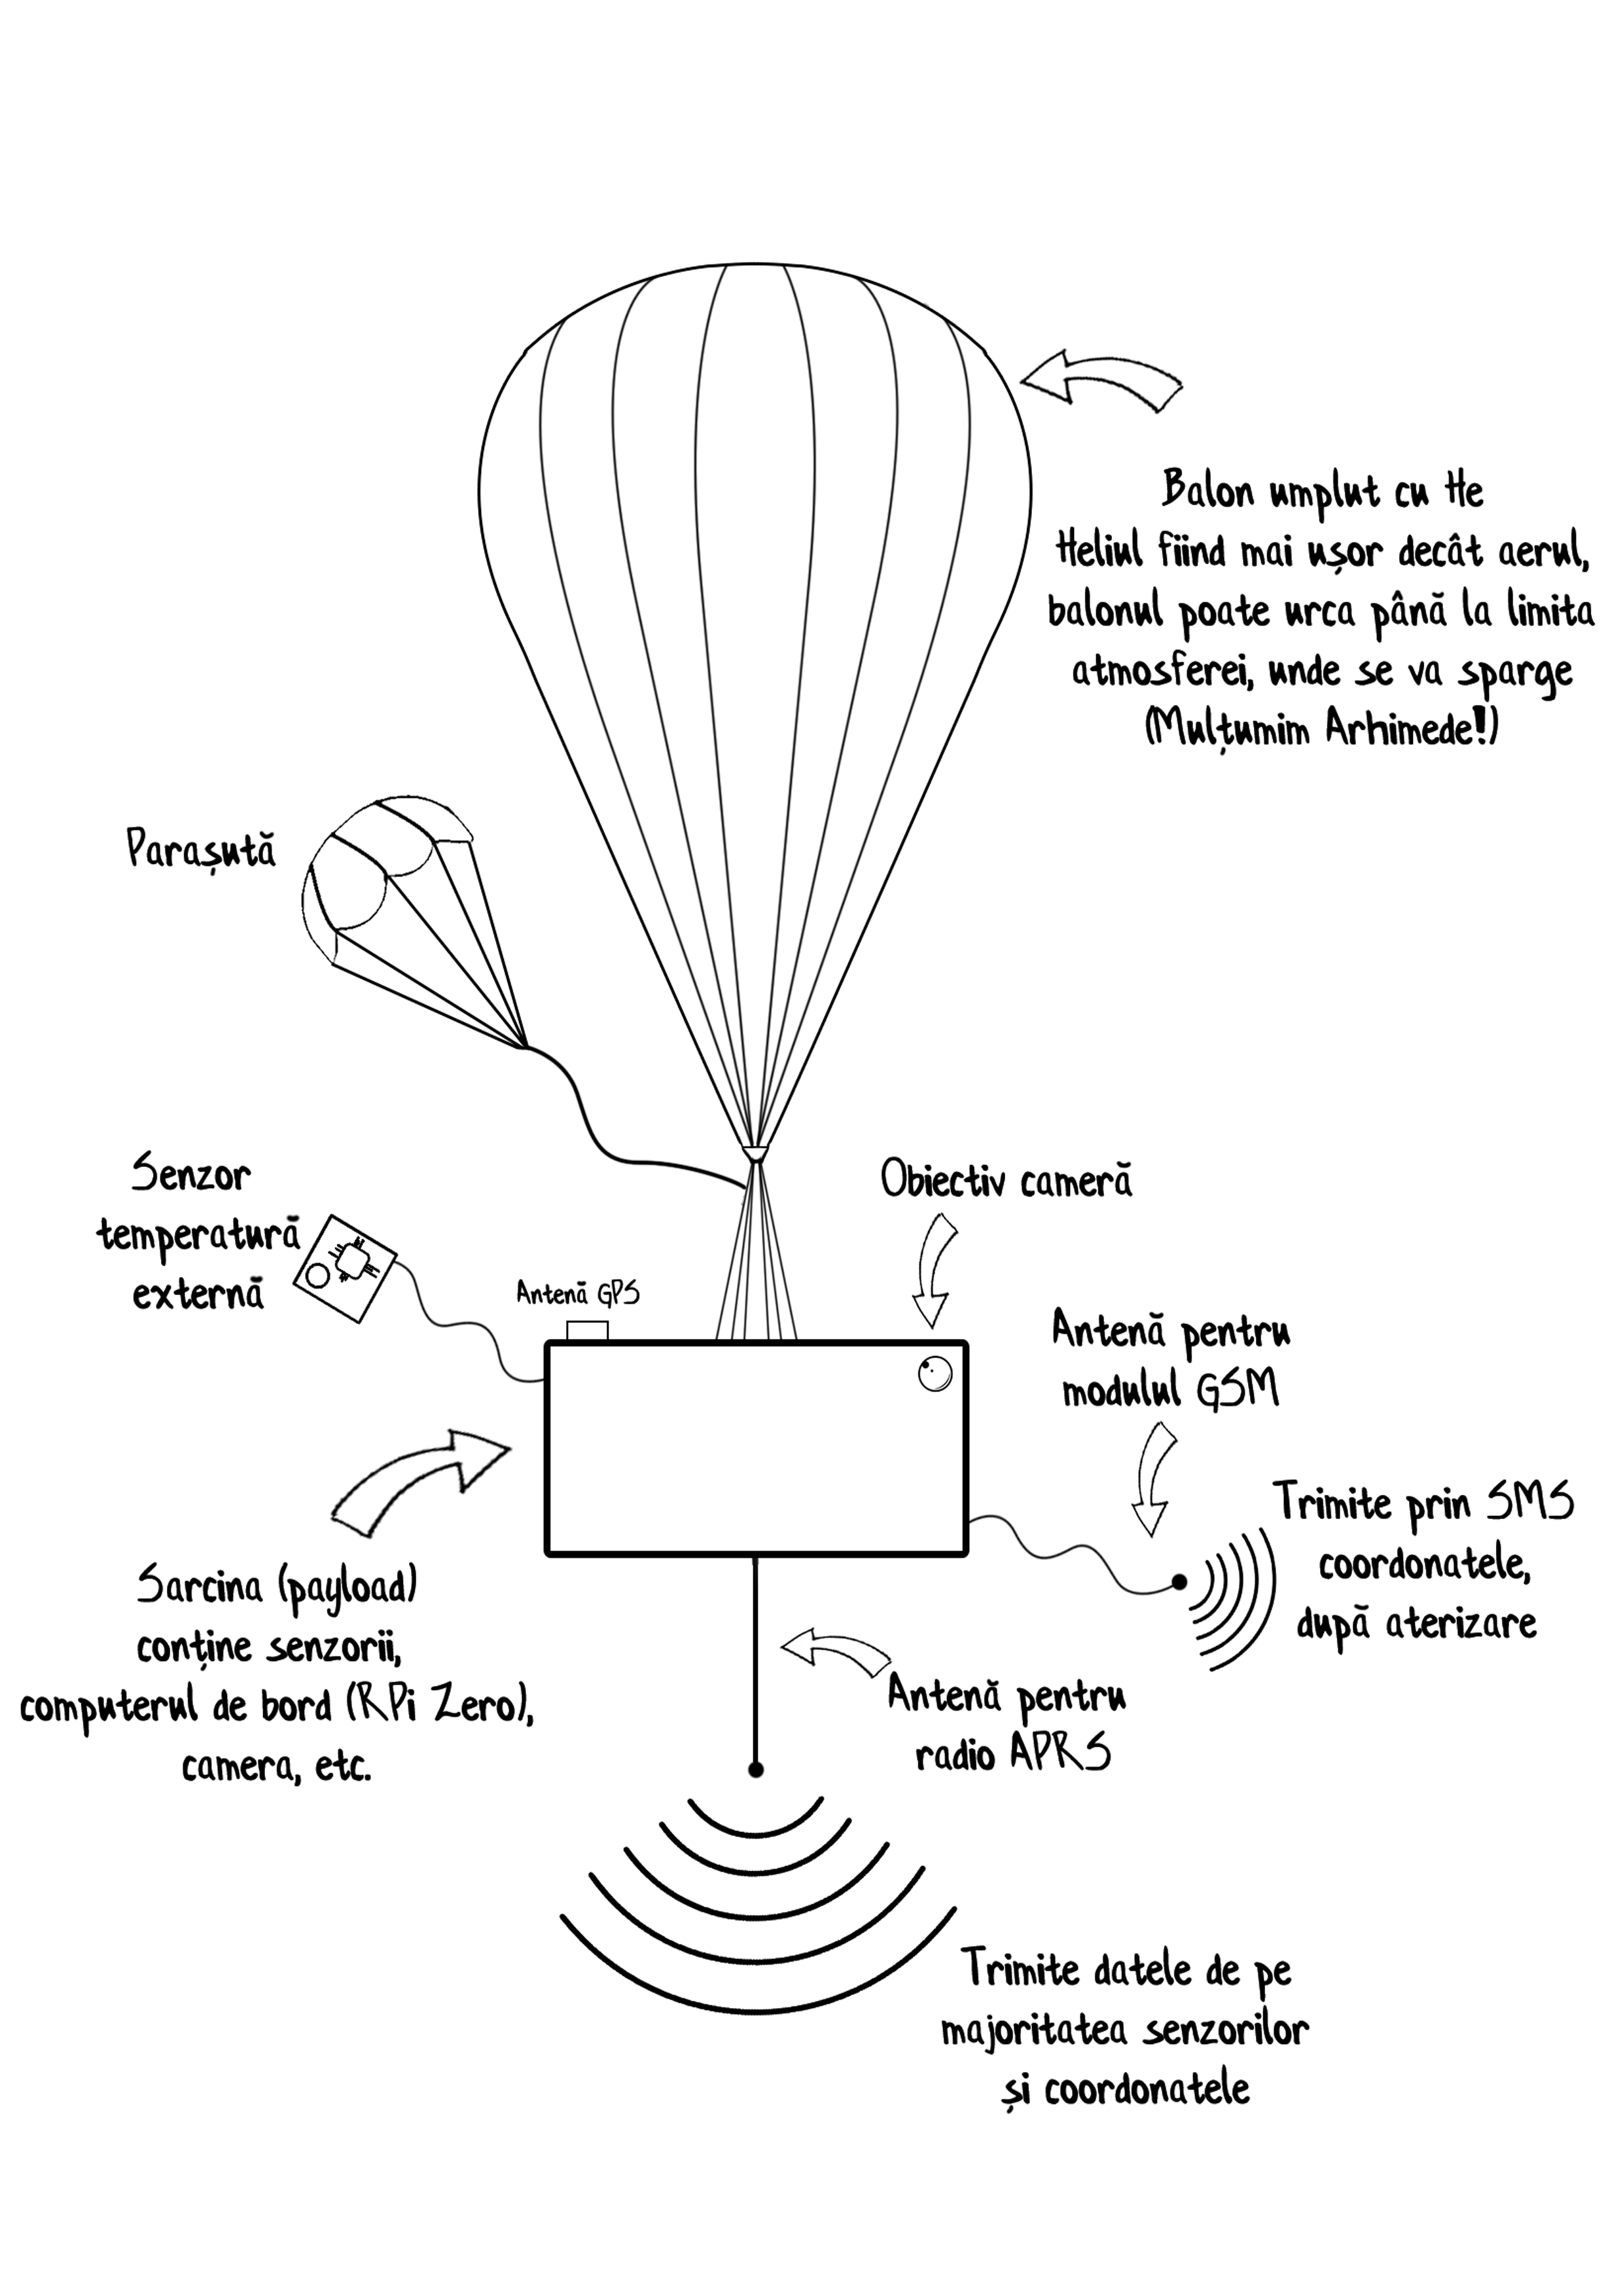 Balon umplut cu He
Heliul fiind mai ușor decât aerul,
balonul poate urca până la limita
atmosferei, unde se va sparge
(Mulțumim Arhimede!)
Parașută
Senzor
temperatură
externă
Antenă GPS
Obiectiv cameră
Antenă pentru
modulul GSM
Trimite prin SMS
coordonatele,
după aterizare
Sarcina (payload)
conține senzorii,
computerul de bord (RPi Zero),
camera, etc.
Antenă pentru
radio APRS
Trimite datele de pe
majoritatea senzorilor
și coordonatele